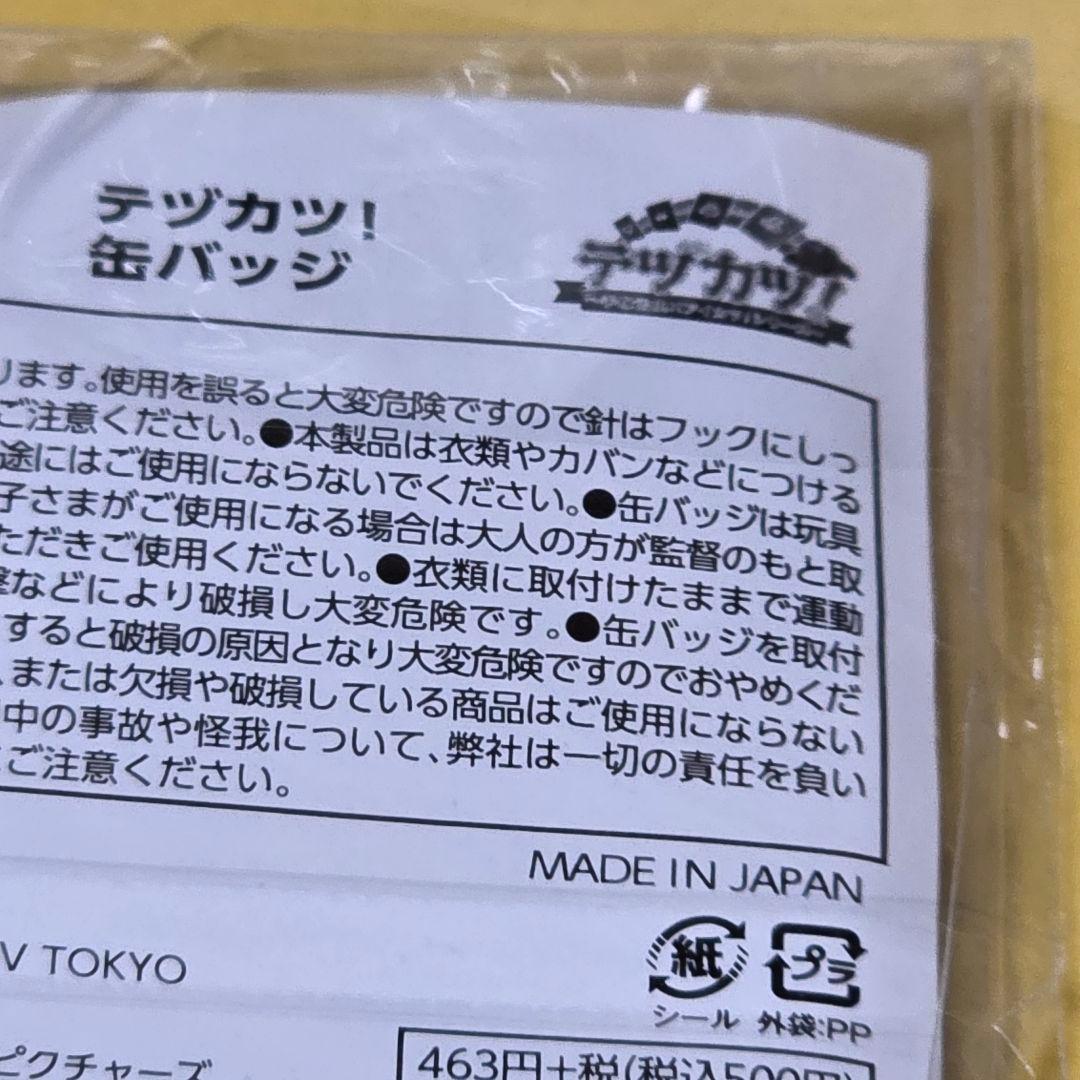 テヅカツ!
缶バッジ
テヅカツ!
ります。使用を誤ると大変危険ですので針はフックにしっ
ご注意ください。●本製品は衣類やカバンなどにつける
途にはご使用にならないでください。●缶バッジは玩具
子さまがご使用になる場合は大人の方が監督のもと取
ただきご使用ください。●衣類に取付けたままで運動
などにより破損し大変危険です。●缶バッジを取付
すると破損の原因となり大変危険ですのでおやめくだ
、または欠損や破損している商品はご使用にならない
中の事故や怪我について、弊社は一切の責任を負い
ご注意ください。
MADE IN JAPAN
V TOKYO
紙
プラ
シール
外袋:PP
ピクチャーズ
463円+税(税込500円)